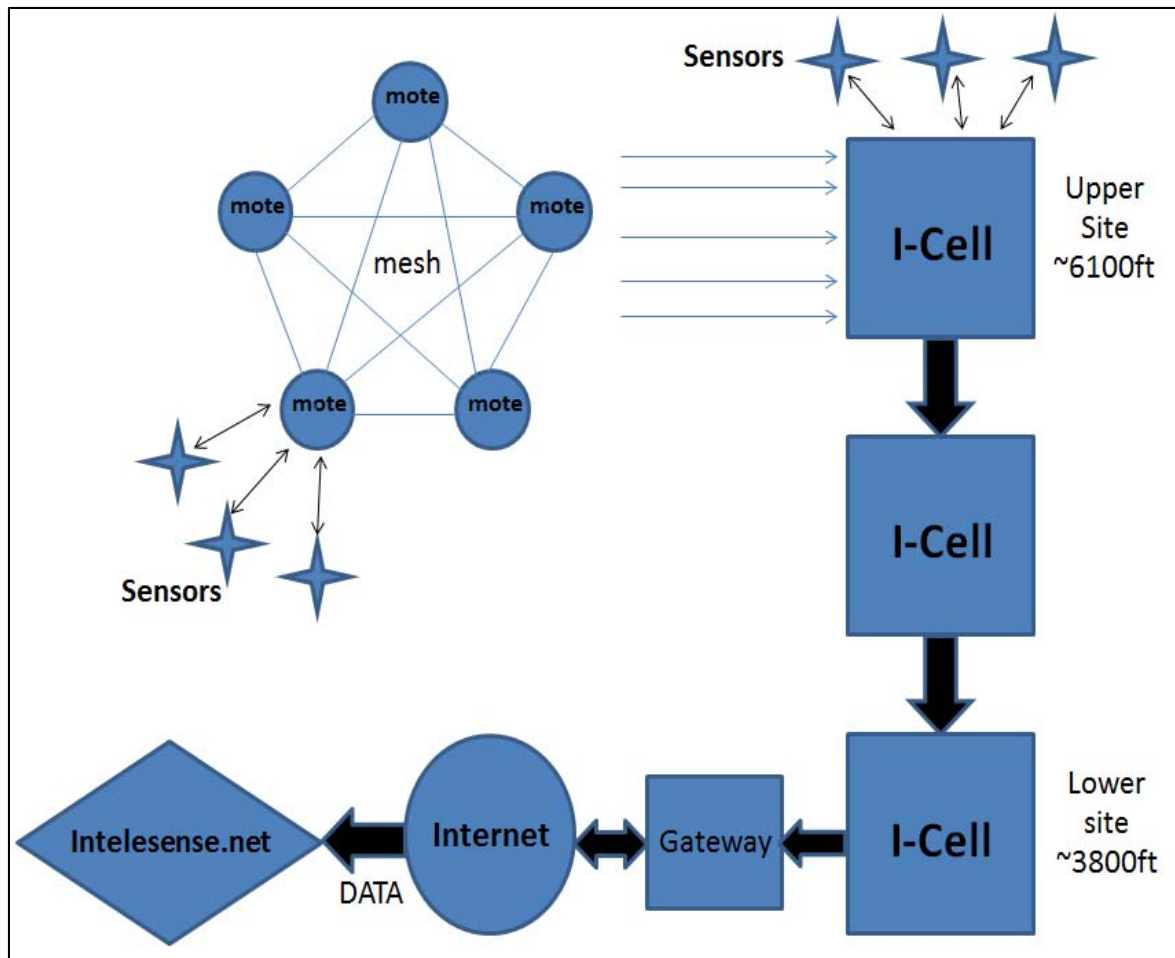 Sensors
mote
mote
mote
mesh
mote
mote
Sensors
I-Cell
Upper
Site
~6100ft
I-Cell
I-Cell
Lower
site
~3800ft
Gateway
Internet
DATA
Intelesense.net